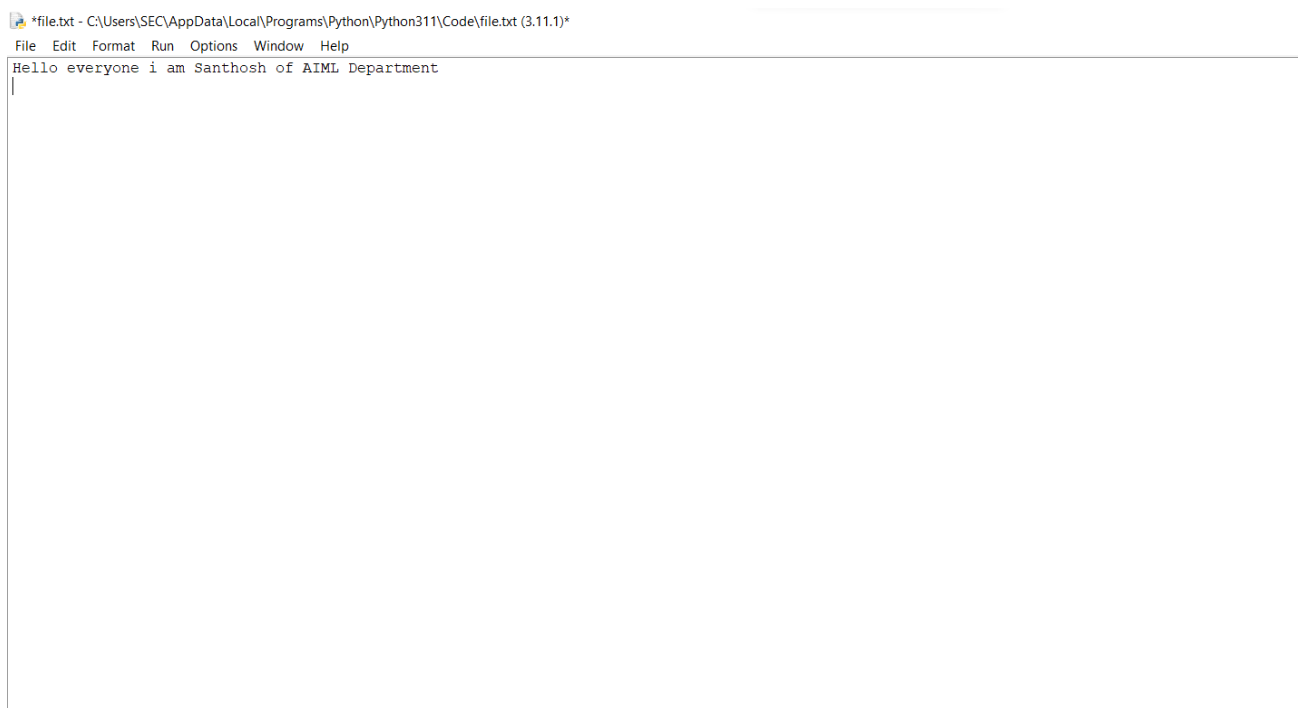 *file.txt - C:\Users\SEC\AppData\Local\Programs\Python\Python311\Code\file.txt (3.11.1)*
File Edit Format Run Options Window Help
Hello everyone i am Santhosh of AIML Department